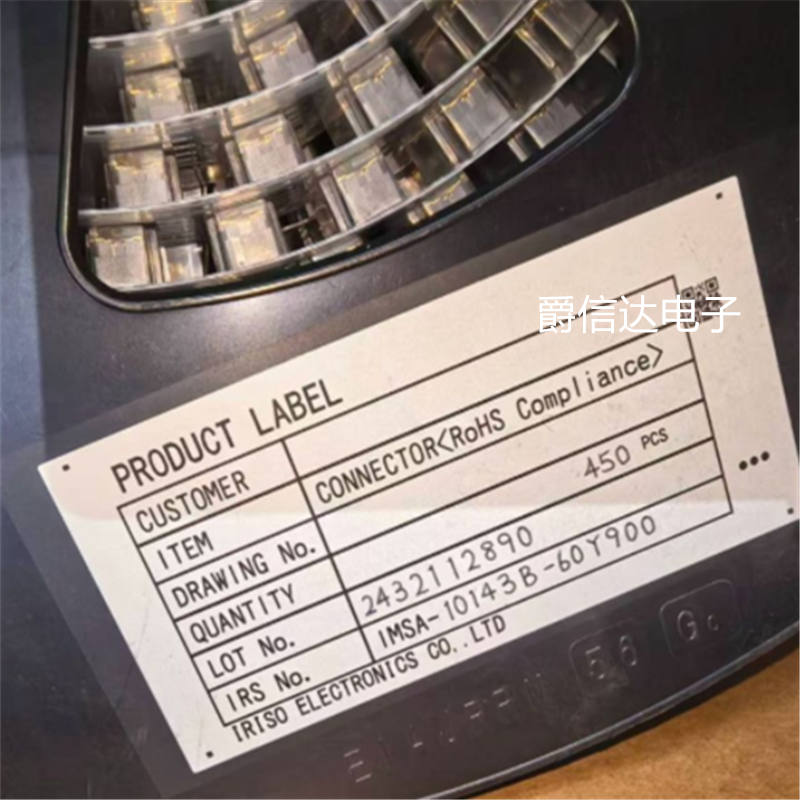 爵信达电子
PRODUCT LABEL
CUSTOMER
ITEM CONNECTOR<RoHS Compliance>
DRAWING No.
QUANTITY 450 PCS
LOT No. 2432112890
IRS No. IMSA-10143B-60Y900
IRISO ELECTRONICS CO.,LTD
56 G